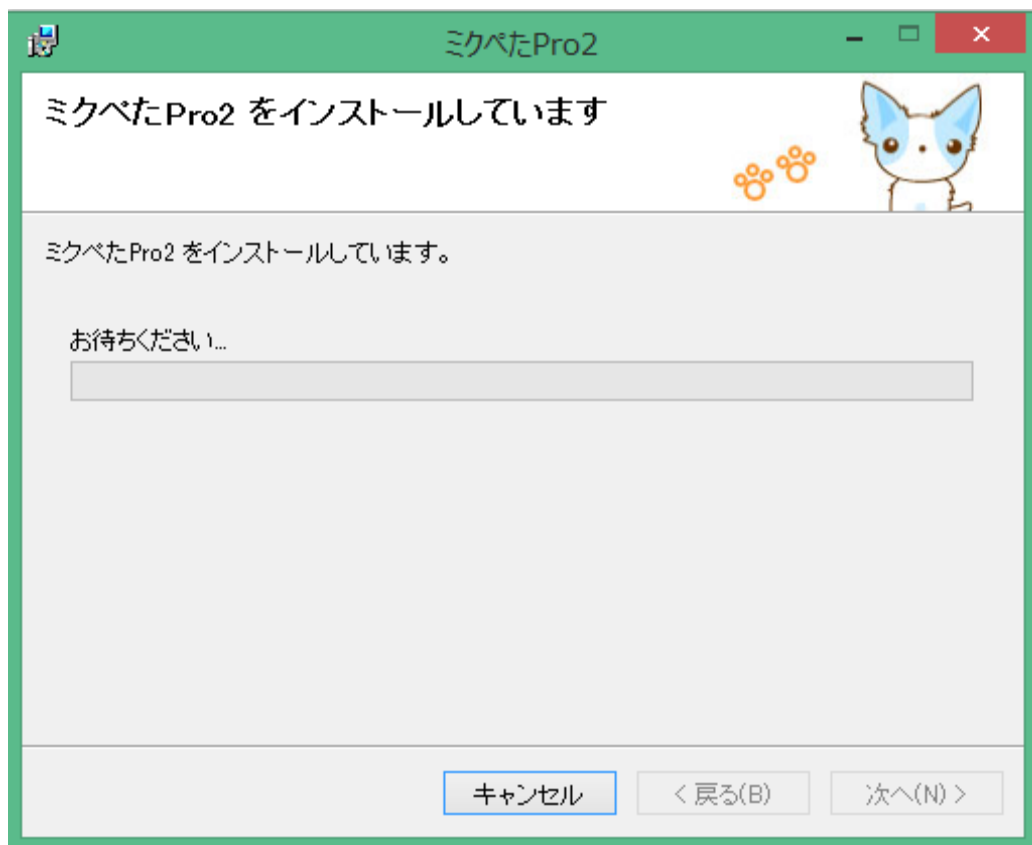 ミクぺたPro2
ミクぺたPro2 をインストールしています
ミクぺたPro2 をインストールしています。
お待ちください...
キャンセル
< 戻る(B)
次へ(N) >